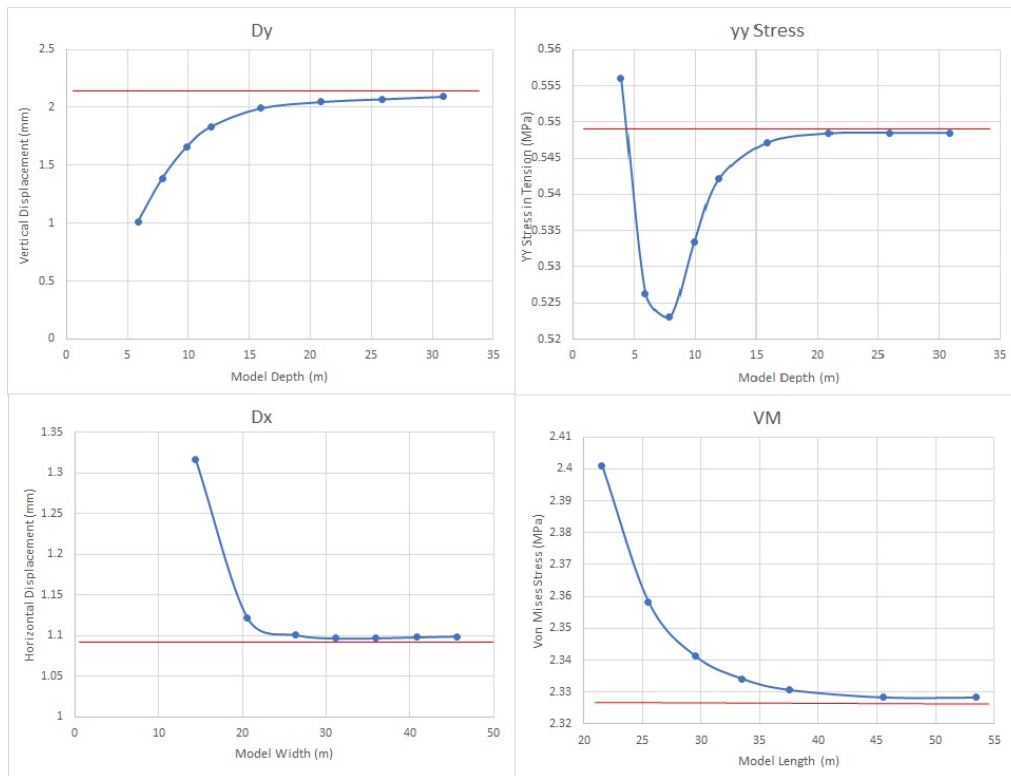 Dy
2.5
2
1.5
1
0.5
0
0 5 10 15 20 25 30 35
Vertical Displacement (mm)
Model Depth (m)
yy Stress
0.56
0.555
0.55
0.545
0.54
0.535
0.53
0.525
0.52
0 5 10 15 20 25 30 35
YY Stress in Tension (MPa)
Model Depth (m)
Dx
1.35
1.3
1.25
1.2
1.15
1.1
1.05
1
0 10 20 30 40 50
Horizontal Displacement (mm)
Model Width (m)
VM
2.41
2.4
2.39
2.38
2.37
2.36
2.35
2.34
2.33
2.32
20 25 30 35 40 45 50 55
Von Mises Stress (MPa)
Model Length (m)